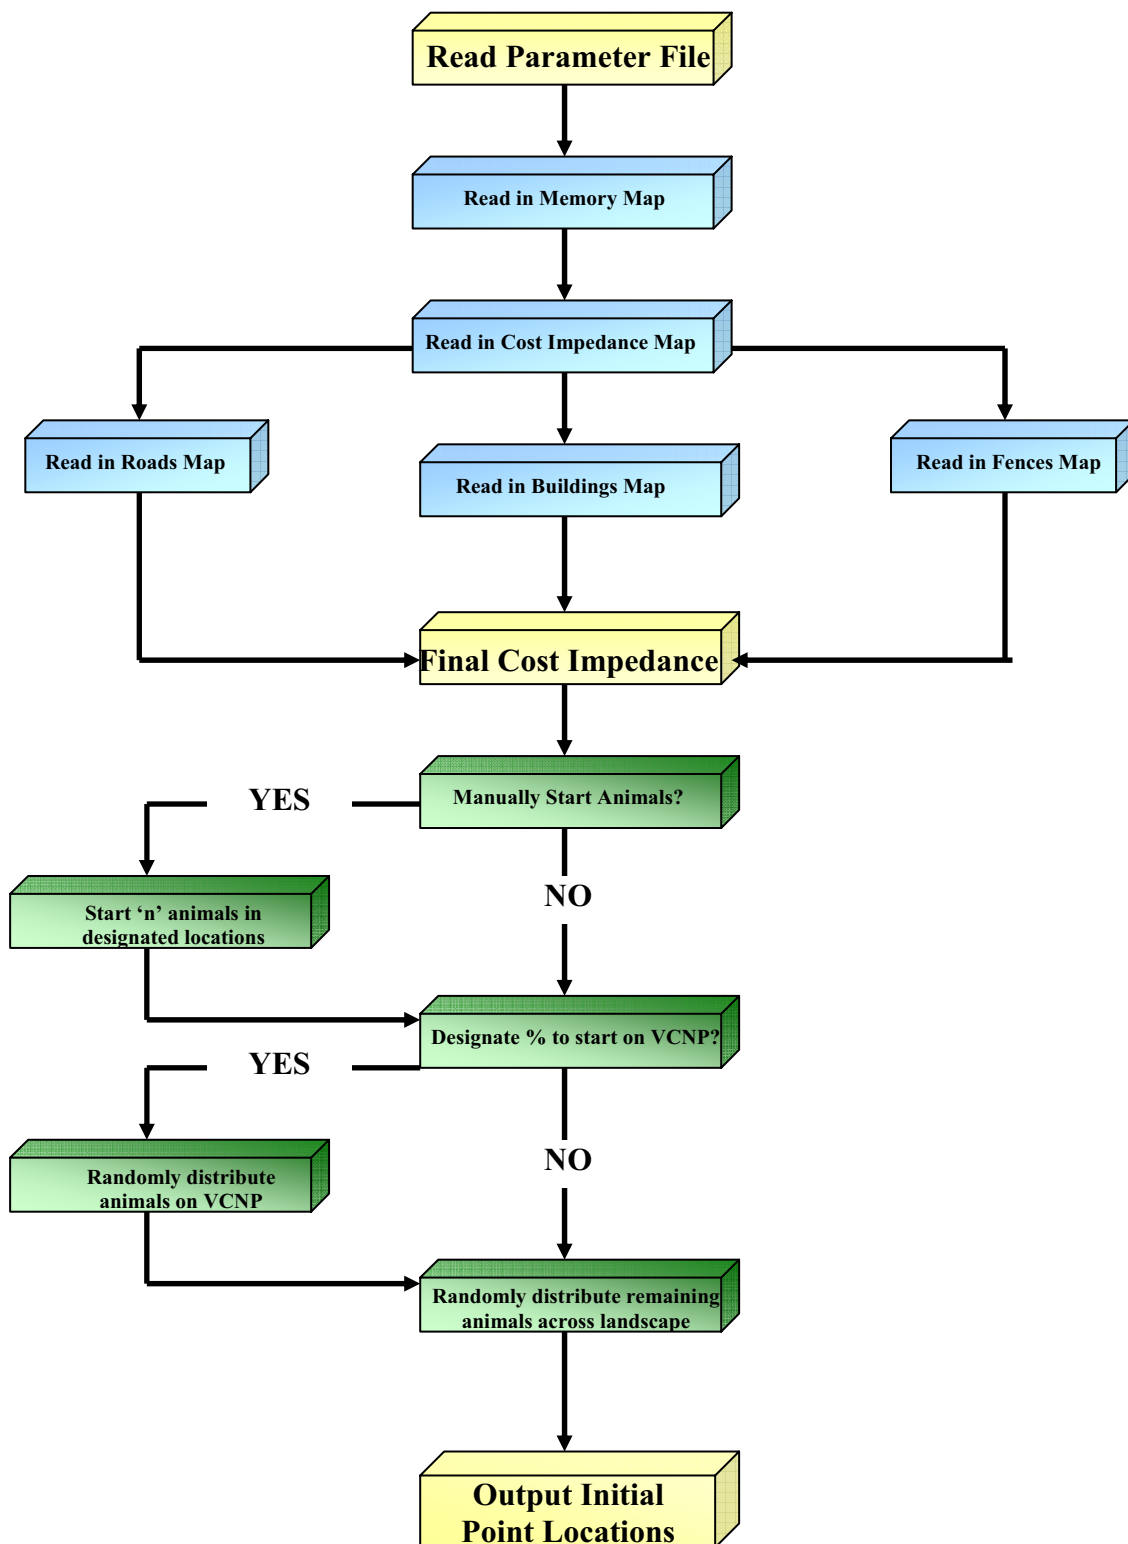 Read Parameter File
Read in Memory Map
Read in Cost Impedance Map
Read in Roads Map
Read in Buildings Map
Read in Fences Map
Final Cost Impedance
Manually Start Animals?
YES
NO
Start ‘n’ animals in
designated locations
Designate % to start on VCNP?
YES
NO
Randomly distribute
animals on VCNP
Randomly distribute remaining
animals across landscape
Output Initial
Point Locations